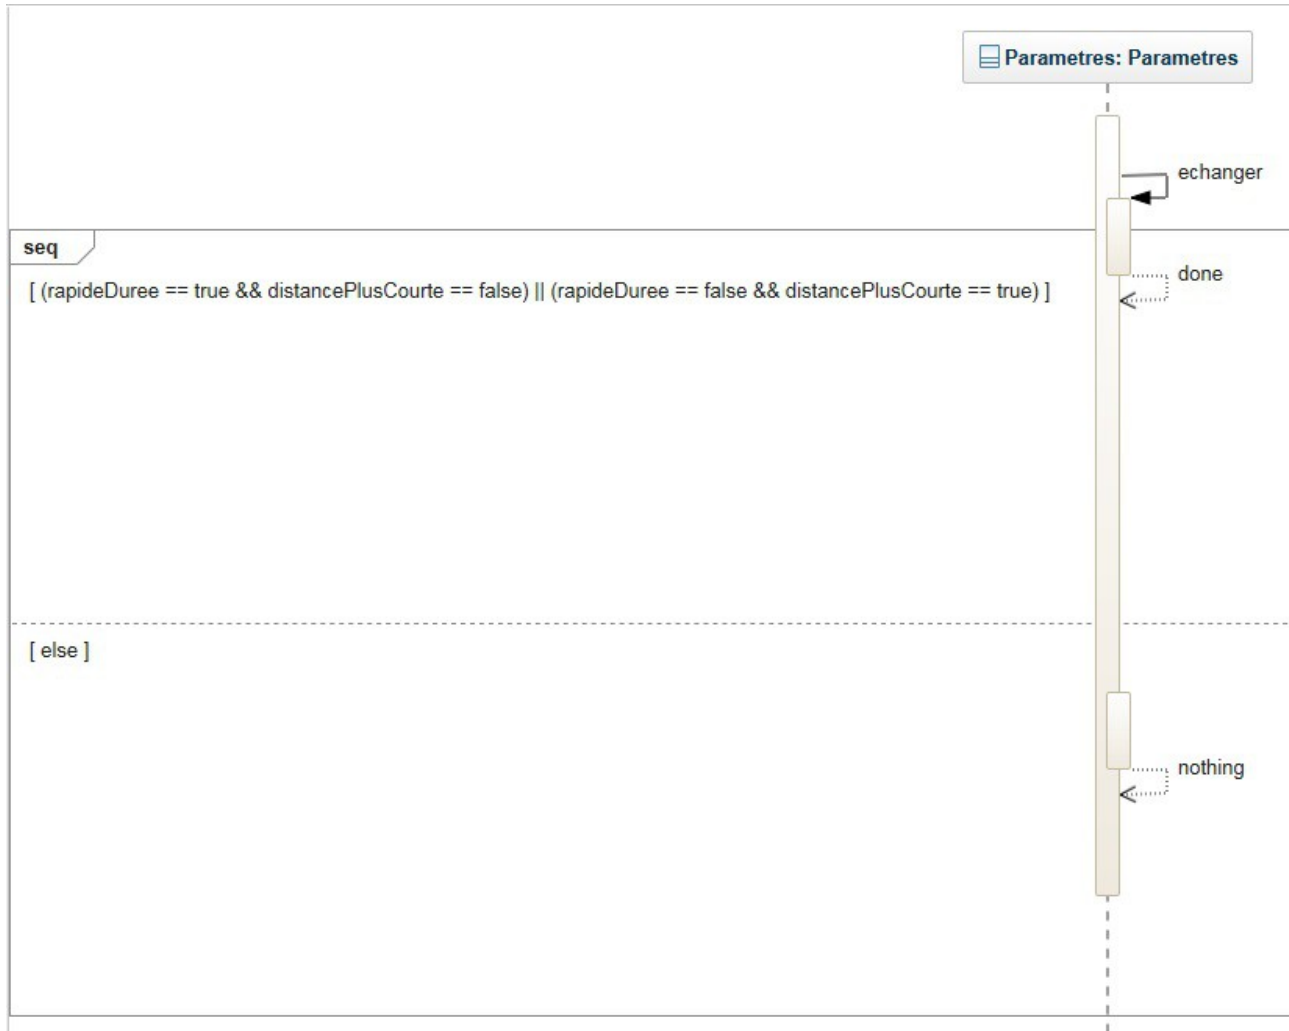 Parametres: Parametres
echanger
seq
done
[ (rapideDuree == true && distancePlusCourte == false) || (rapideDuree == false && distancePlusCourte == true) ]
[ else ]
nothing